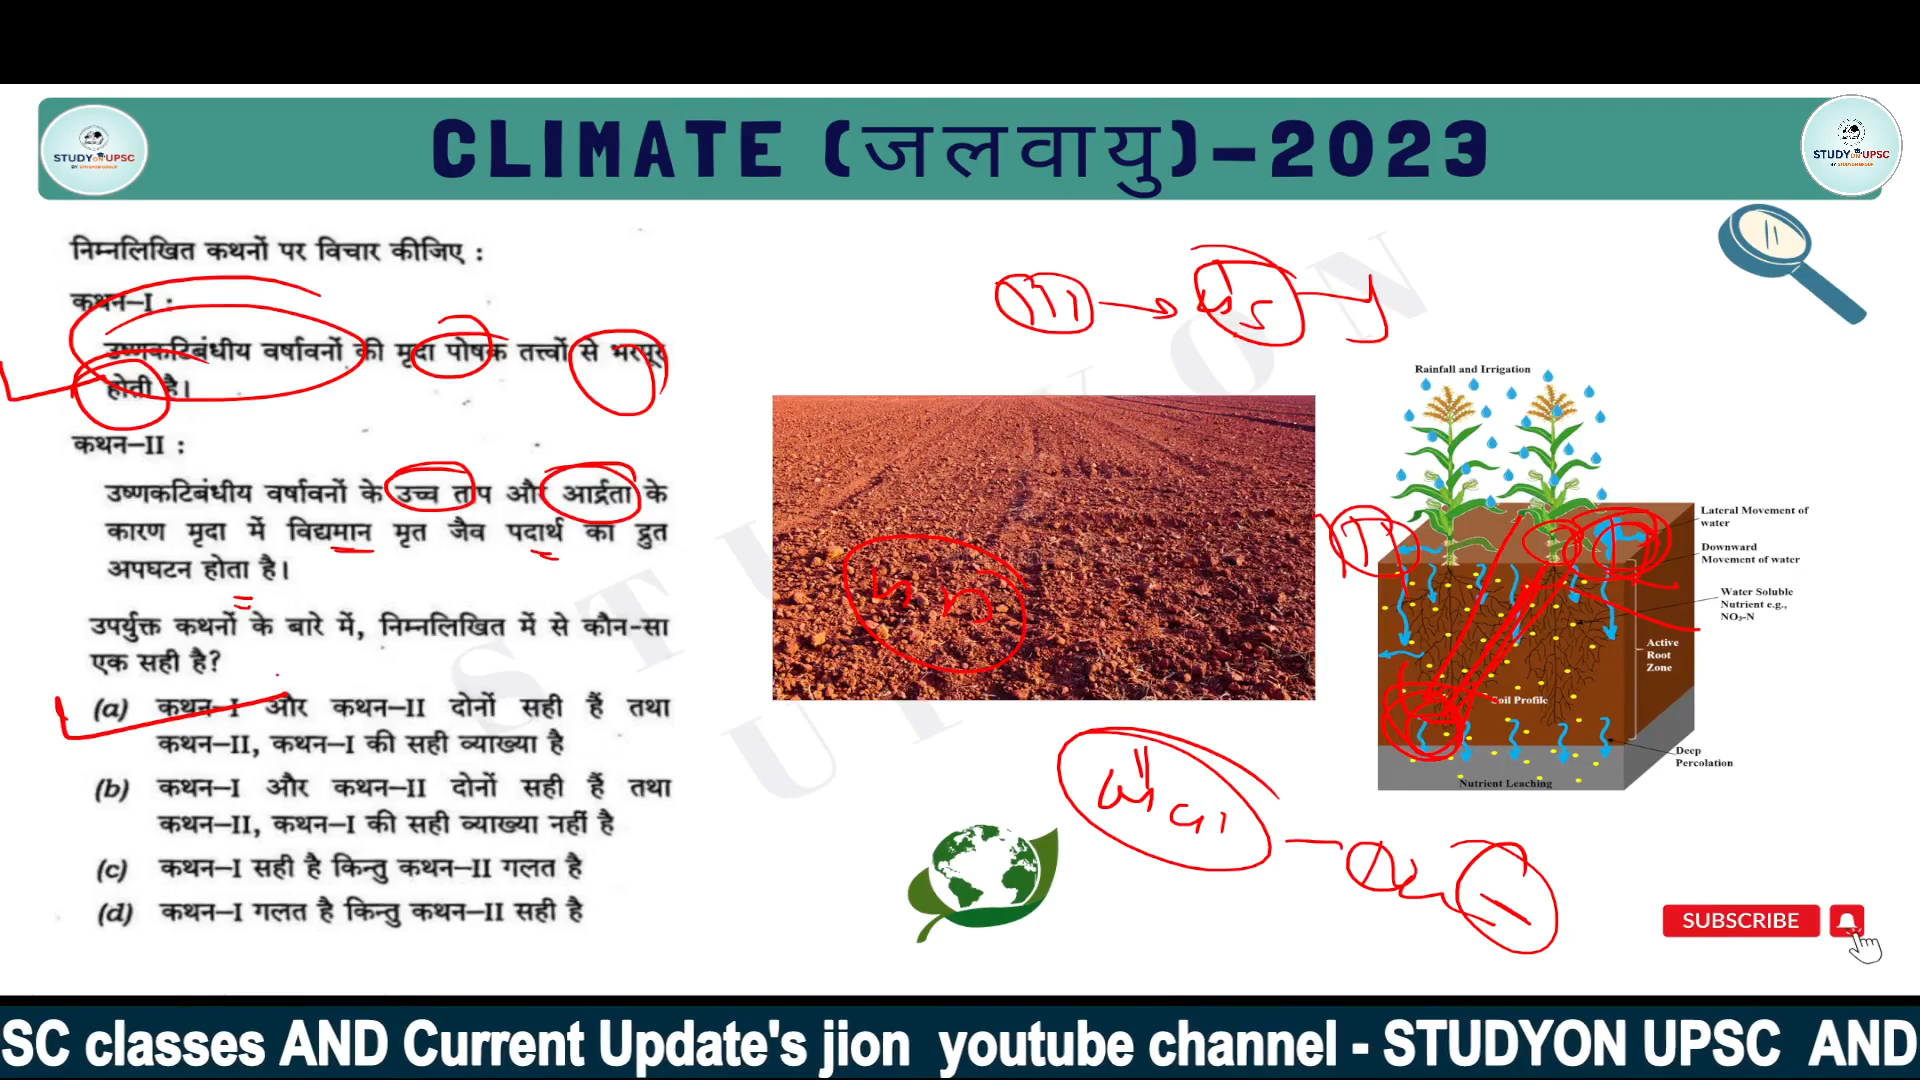 CLIMATE (जलवायु)-2023
STUDY ON UPSC
STUDY ON UPSC
निम्नलिखित कथनों पर विचार कीजिए :
कथन-I :
उष्णकटिबंधीय वर्षावनों की मृदा पोषक तत्त्वों से भरपूर
होती है।
कथन-II :
उष्णकटिबंधीय वर्षावनों के उच्च ताप और आर्द्रता के
कारण मृदा में विद्यमान मृत जैव पदार्थ का द्रुत
अपघटन होता है।
उपर्युक्त कथनों के बारे में, निम्नलिखित में से कौन-सा
एक सही है?
(a) कथन-I और कथन-II दोनों सही हैं तथा
कथन-II, कथन-I की सही व्याख्या है
(b) कथन-I और कथन-II दोनों सही हैं तथा
कथन-II, कथन-I की सही व्याख्या नहीं है
(c) कथन-I सही है किन्तु कथन-II गलत है
(d) कथन-I गलत है किन्तु कथन-II सही है
Rainfall and Irrigation
Lateral Movement of
water
Downward
Movement of water
Water Soluble
Nutrient e.g.,
NO₃-N
Active
Root
Zone
Soil Profile
Deep
Percolation
Nutrient Leaching
SUBSCRIBE
SC classes AND Current Update's jion youtube channel - STUDYON UPSC AND